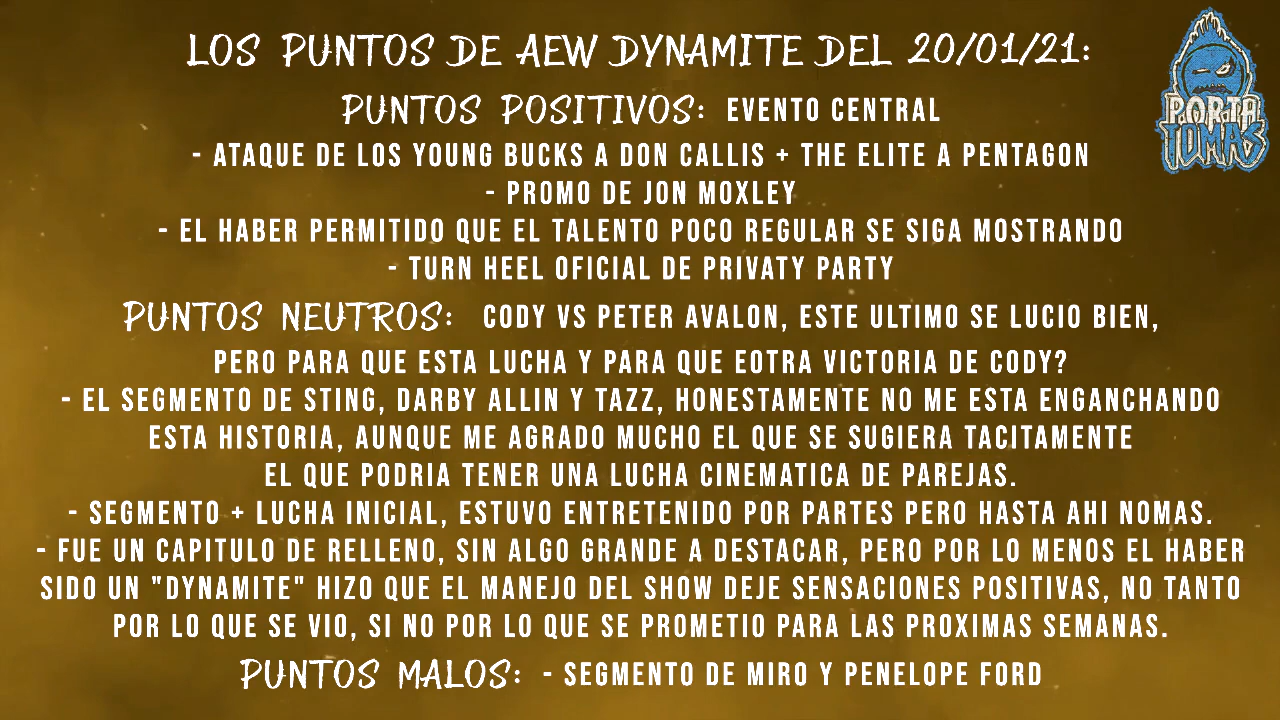 LOS PUNTOS DE AEW DYNAMITE DEL 20/01/21:
PORTA
TOMAS
PUNTOS POSITIVOS: EVENTO CENTRAL
- ATAQUE DE LOS YOUNG BUCKS A DON CALLIS + THE ELITE A PENTAGON
- PROMO DE JON MOXLEY
- EL HABER PERMITIDO QUE EL TALENTO POCO REGULAR SE SIGA MOSTRANDO
- TURN HEEL OFICIAL DE PRIVATY PARTY
PUNTOS NEUTROS: CODY VS PETER AVALON, ESTE ULTIMO SE LUCIO BIEN,
PERO PARA QUE ESTA LUCHA Y PARA QUE EOTRA VICTORIA DE CODY?
- EL SEGMENTO DE STING, DARBY ALLIN Y TAZZ, HONESTAMENTE NO ME ESTA ENGANCHANDO
ESTA HISTORIA, AUNQUE ME AGRADO MUCHO EL QUE SE SUGIERA TACITAMENTE
EL QUE PODRIA TENER UNA LUCHA CINEMATICA DE PAREJAS.
- SEGMENTO + LUCHA INICIAL, ESTUVO ENTRETENIDO POR PARTES PERO HASTA AHI NOMAS.
- FUE UN CAPITULO DE RELLENO, SIN ALGO GRANDE A DESTACAR, PERO POR LO MENOS EL HABER
SIDO UN "DYNAMITE" HIZO QUE EL MANEJO DEL SHOW DEJE SENSACIONES POSITIVAS, NO TANTO
POR LO QUE SE VIO, SI NO POR LO QUE SE PROMETIO PARA LAS PROXIMAS SEMANAS.
PUNTOS MALOS: - SEGMENTO DE MIRO Y PENELOPE FORD